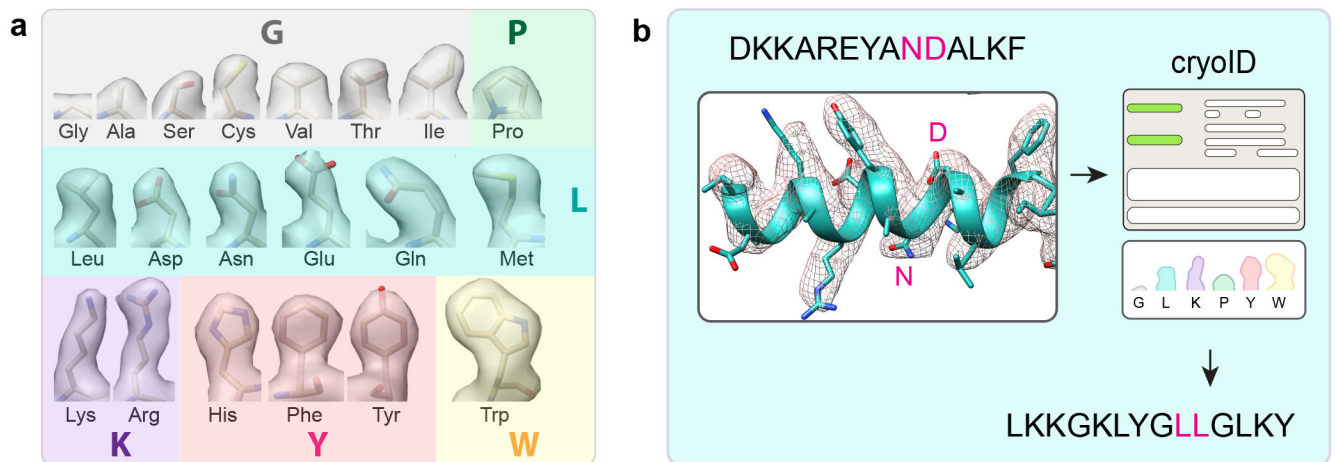 a
G
P
Gly Ala Ser Cys Val Thr Ile Pro
L
Leu Asp Asn Glu Gln Met
Lys Arg His Phe Tyr Trp
K Y W
b
DKKAREYANDALKF
cryoID
D
N
G L K P Y W
LKKGKLYGLLGLKY